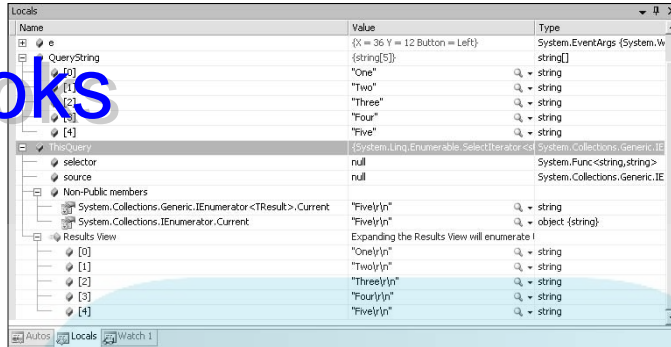 Locals
Name Value Type
e {X = 36 Y = 12 Button = Left} System.EventArgs {System.W
QueryString {string[5]} string[]
[0] "One" string
[1] "Two" string
[2] "Three" string
[3] "Four" string
[4] "Five" string
oks
ThisQuery {System.Linq.Enumerable.SelectIterator<st System.Collections.Generic.IE
selector null System.Func<string,string>
source null System.Collections.Generic.IE
Non-Public members
System.Collections.Generic.IEnumerator<TResult>.Current "Five\r\n" string
System.Collections.IEnumerator.Current "Five\r\n" object {string}
Results View Expanding the Results View will enumerate
[0] "One\r\n" string
[1] "Two\r\n" string
[2] "Three\r\n" string
[3] "Four\r\n" string
[4] "Five\r\n" string
Autos Locals Watch 1